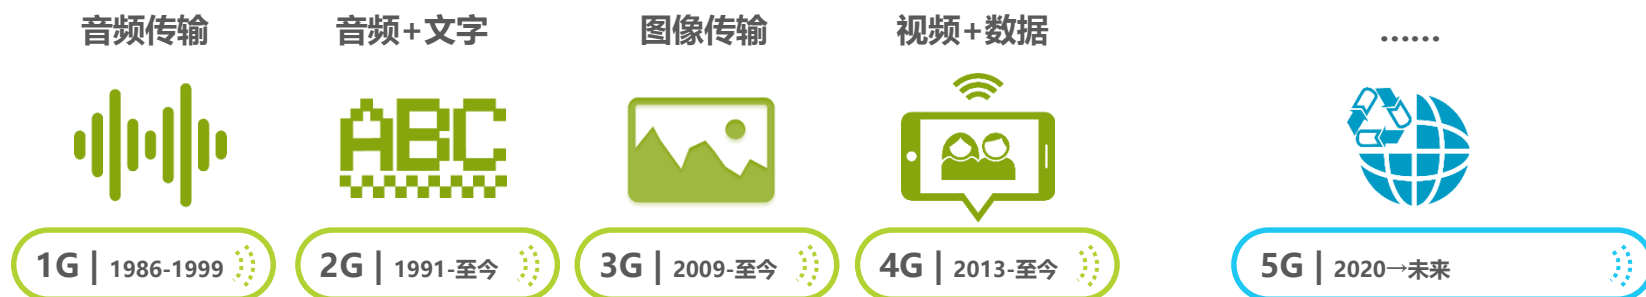 音频传输
音频+文字
图像传输
视频+数据
……
ABC
1G | 1986-1999
2G | 1991-至今
3G | 2009-至今
4G | 2013-至今
5G | 2020→未来